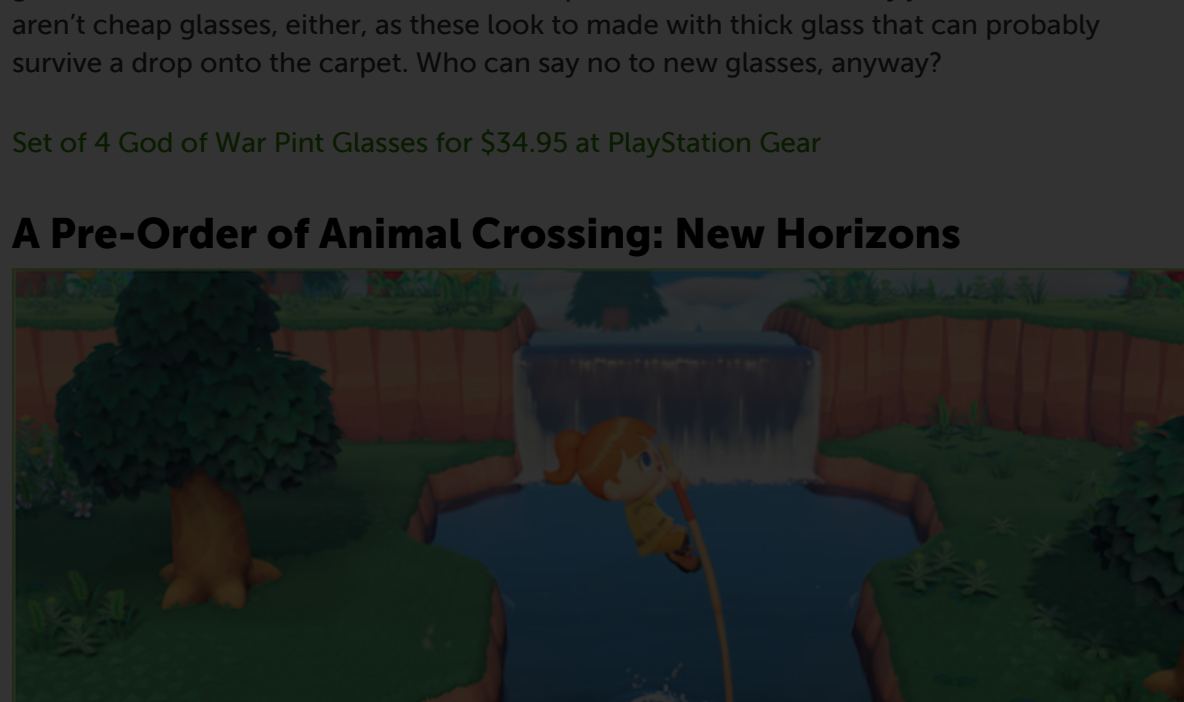 aren't cheap glasses, either, as these look to made with thick glass that can probably
survive a drop onto the carpet. Who can say no to new glasses, anyway?
Set of 4 God of War Pint Glasses for $34.95 at PlayStation Gear
A Pre-Order of Animal Crossing: New Horizons